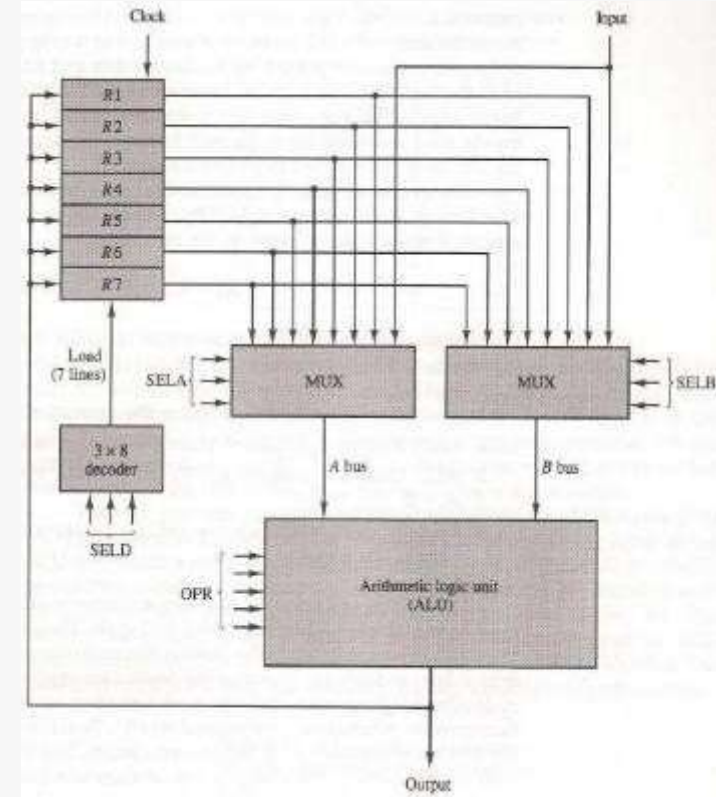 Clock
Input
R1
R2
R3
R4
R5
R6
R7
Load
(7 lines)
SELA
MUX
MUX
SELB
3 × 8
decoder
A bus
B bus
SELD
OPR
Arithmetic logic unit
(ALU)
Output